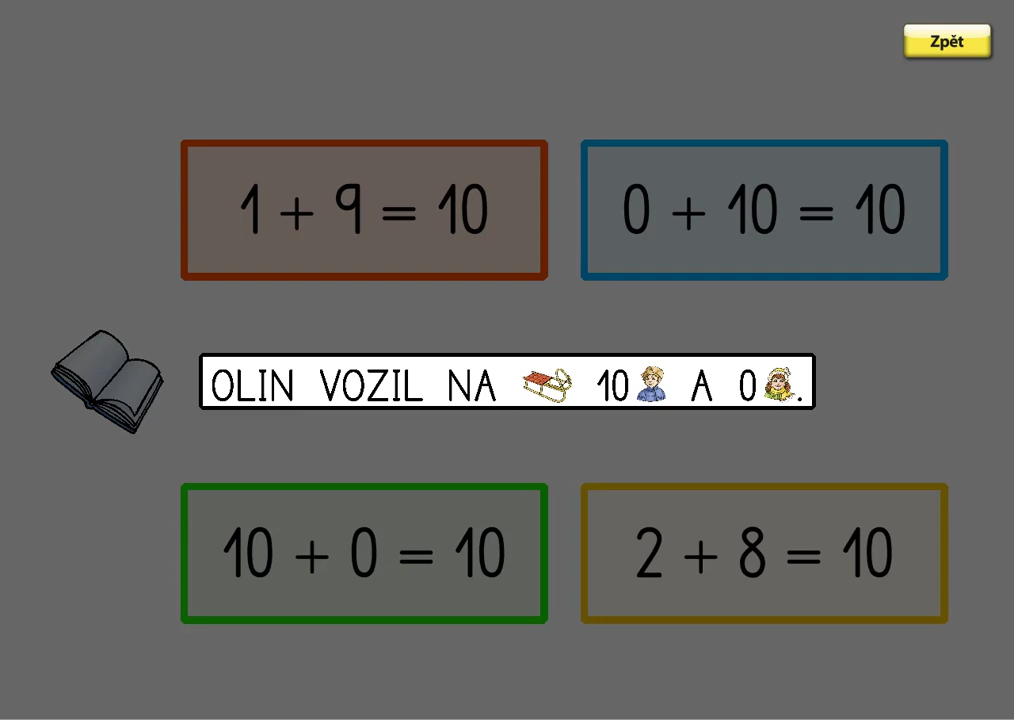 Zpět
1 + 9 = 10
0 + 10 = 10
OLIN VOZIL NA 10 A 0.
10 + 0 = 10
2 + 8 = 10